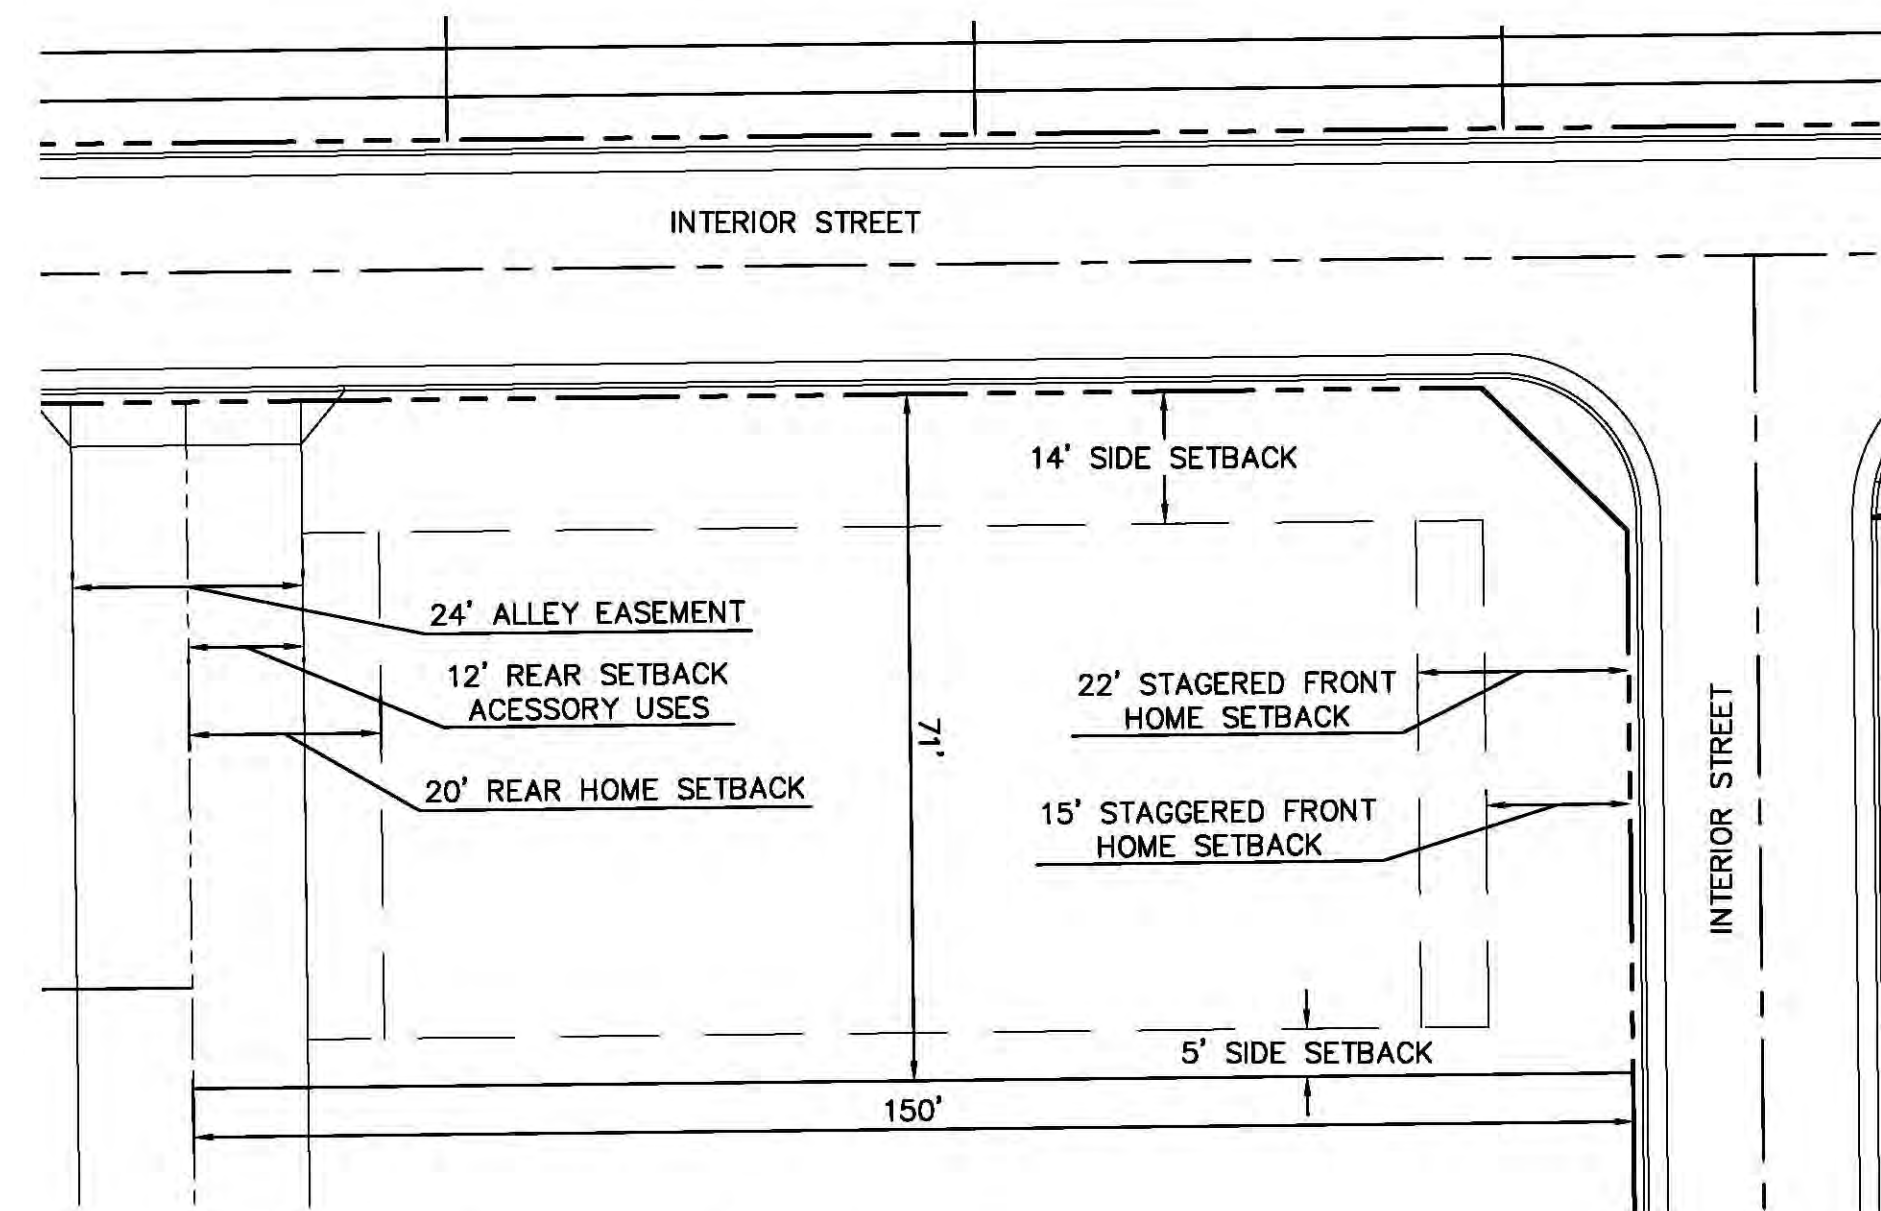 INTERIOR STREET
14' SIDE SETBACK
24' ALLEY EASEMENT
12' REAR SETBACK
ACESSORY USES
20' REAR HOME SETBACK
71'
22' STAGERED FRONT
HOME SETBACK
15' STAGGERED FRONT
HOME SETBACK
INTERIOR STREET
5' SIDE SETBACK
150'